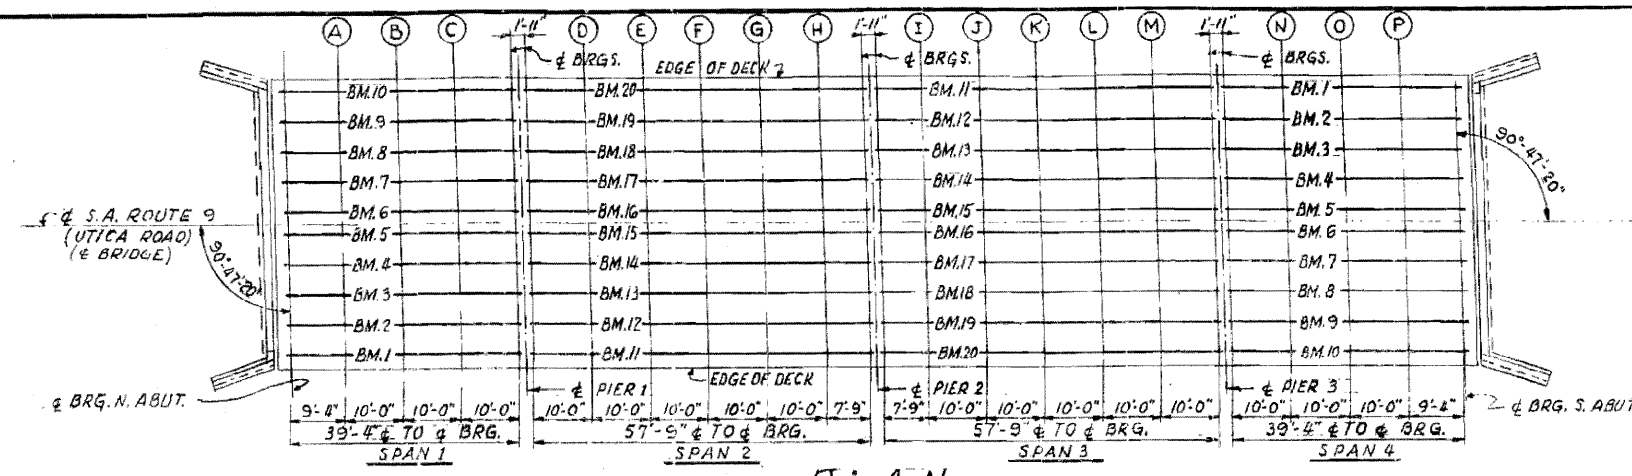 A B C 1'-11" D E F G H 1'-11" I J K L M 1'-11" N O P
℄ BRGS. EDGE OF DECK ℄ BRGS. ℄ BRGS.
BM.10 BM.20 BM.11 BM.1
BM.9 BM.19 BM.12 BM.2
BM.8 BM.18 BM.13 BM.3
BM.7 BM.17 BM.14 BM.4
BM.6 BM.16 BM.15 BM.5
BM.5 BM.15 BM.16 BM.6
BM.4 BM.14 BM.17 BM.7
BM.3 BM.13 BM.18 BM.8
BM.2 BM.12 BM.19 BM.9
BM.1 BM.11 BM.20 BM.10
90°-47'-20"
℄ S.A. ROUTE 9
(UTICA ROAD)
(℄ BRIDGE)
90°-47'-20"
℄ BRG. N. ABUT. ℄ PIER 1 EDGE OF DECK ℄ PIER 2 ℄ PIER 3 ℄ BRG. S. ABUT
9'-4" 10'-0" 10'-0" 10'-0" 10'-0" 10'-0" 10'-0" 10'-0" 10'-0" 7'-9" 7'-9" 10'-0" 10'-0" 10'-0" 10'-0" 10'-0" 10'-0" 10'-0" 10'-0" 9'-4"
39'-4" ℄ TO ℄ BRG. 57'-9" ℄ TO ℄ BRG. 57'-9" ℄ TO ℄ BRG. 39'-4" ℄ TO ℄ BRG.
SPAN 1 SPAN 2 SPAN 3 SPAN 4